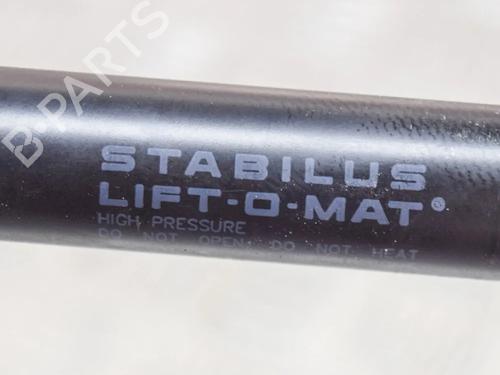 B PARTS
STABILUS
LIFT-O-MAT®
HIGH PRESSURE
DO NOT OPEN; DO NOT HEAT